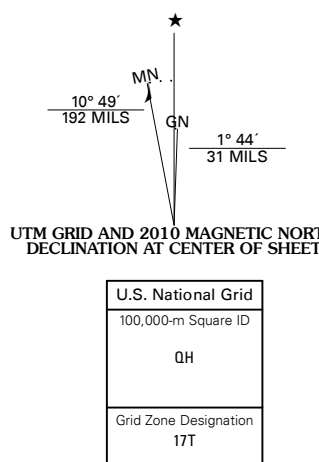 ★
MN
GN
10° 49´
192 MILS
1° 44´
31 MILS
UTM GRID AND 2010 MAGNETIC NORT
DECLINATION AT CENTER OF SHEET
U.S. National Grid
100,000-m Square ID
QH
Grid Zone Designation
17T